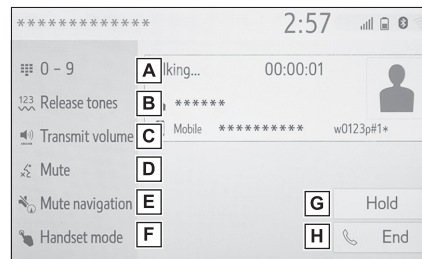 ************* 2:57
0 – 9 A lking... 00:00:01
123 Release tones B ******
Transmit volume C Mobile ********** w0123p#1*
Mute D
Mute navigation E
Handset mode F
G Hold
H End